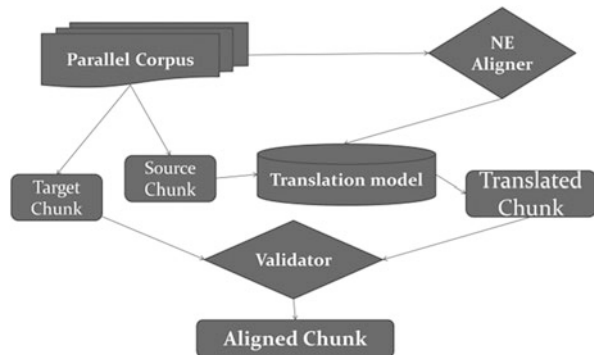 Parallel Corpus
NE
Aligner
Target
Chunk
Source
Chunk
Translation model
Translated
Chunk
Validator
Aligned Chunk